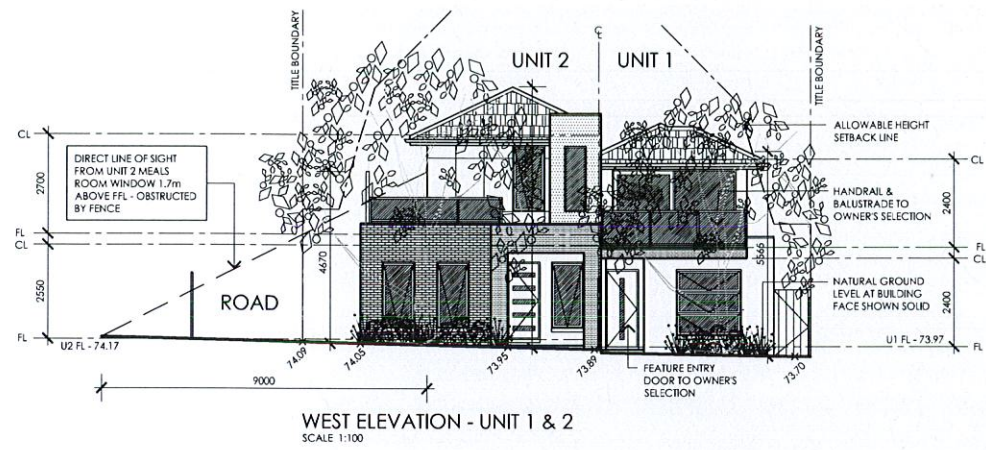 TITLE BOUNDARY
UNIT 2
CL
UNIT 1
TITLE BOUNDARY
ALLOWABLE HEIGHT
SETBACK LINE
CL
CL
DIRECT LINE OF SIGHT
FROM UNIT 2 MEALS
ROOM WINDOW 1.7m
ABOVE FFL - OBSTRUCTED
BY FENCE
2700
HANDRAIL &
BALUSTRADE TO
OWNER'S SELECTION
2400
FL
CL
FL
CL
4670
5565
2550
ROAD
NATURAL GROUND
LEVEL AT BUILDING
FACE SHOWN SOLID
2400
FL
U2 FL - 74.17
U1 FL - 73.97
FL
74.09
74.05
73.95
73.89
73.70
FEATURE ENTRY
DOOR TO OWNER'S
SELECTION
9000
WEST ELEVATION - UNIT 1 & 2
SCALE 1:100